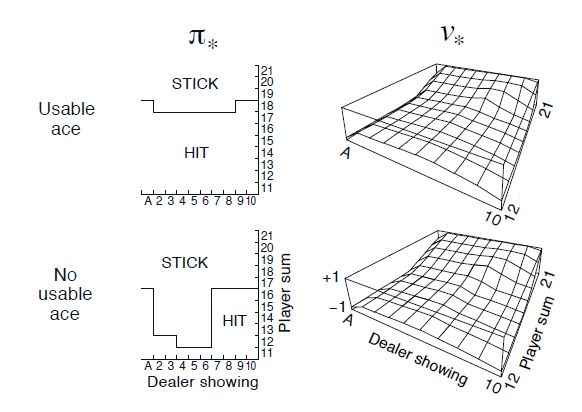 π*
v*
Usable
ace
STICK
HIT
21
20
19
18
17
16
15
14
13
12
11
A 2 3 4 5 6 7 8 9 10
A
10
12
21
No
usable
ace
STICK
HIT
21
20
19
18
17
16
15
14
13
12
11
Player sum
A 2 3 4 5 6 7 8 9 10
Dealer showing
+1
−1
A
Dealer showing
10
12
Player sum
21